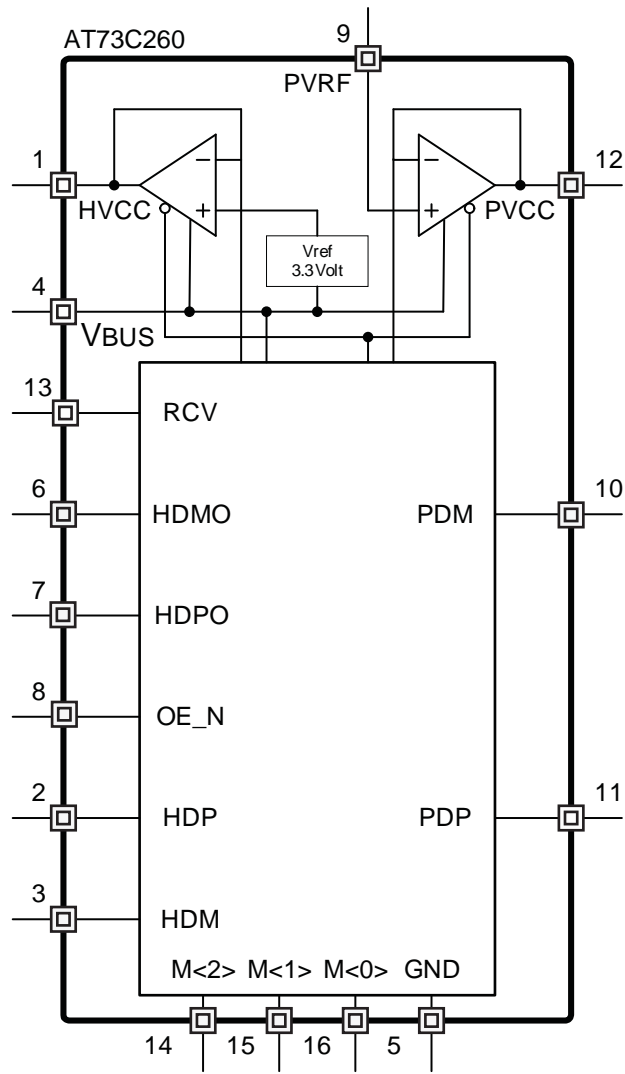 AT73C260
9
PVRF
1
12
HVCC
PVCC
−
+
−
+
Vref
3.3Volt
4
VBUS
13
RCV
6
HDMO
PDM
10
7
HDPO
8
OE_N
2
HDP
PDP
11
3
HDM
M<2> M<1> M<0> GND
14 15 16 5